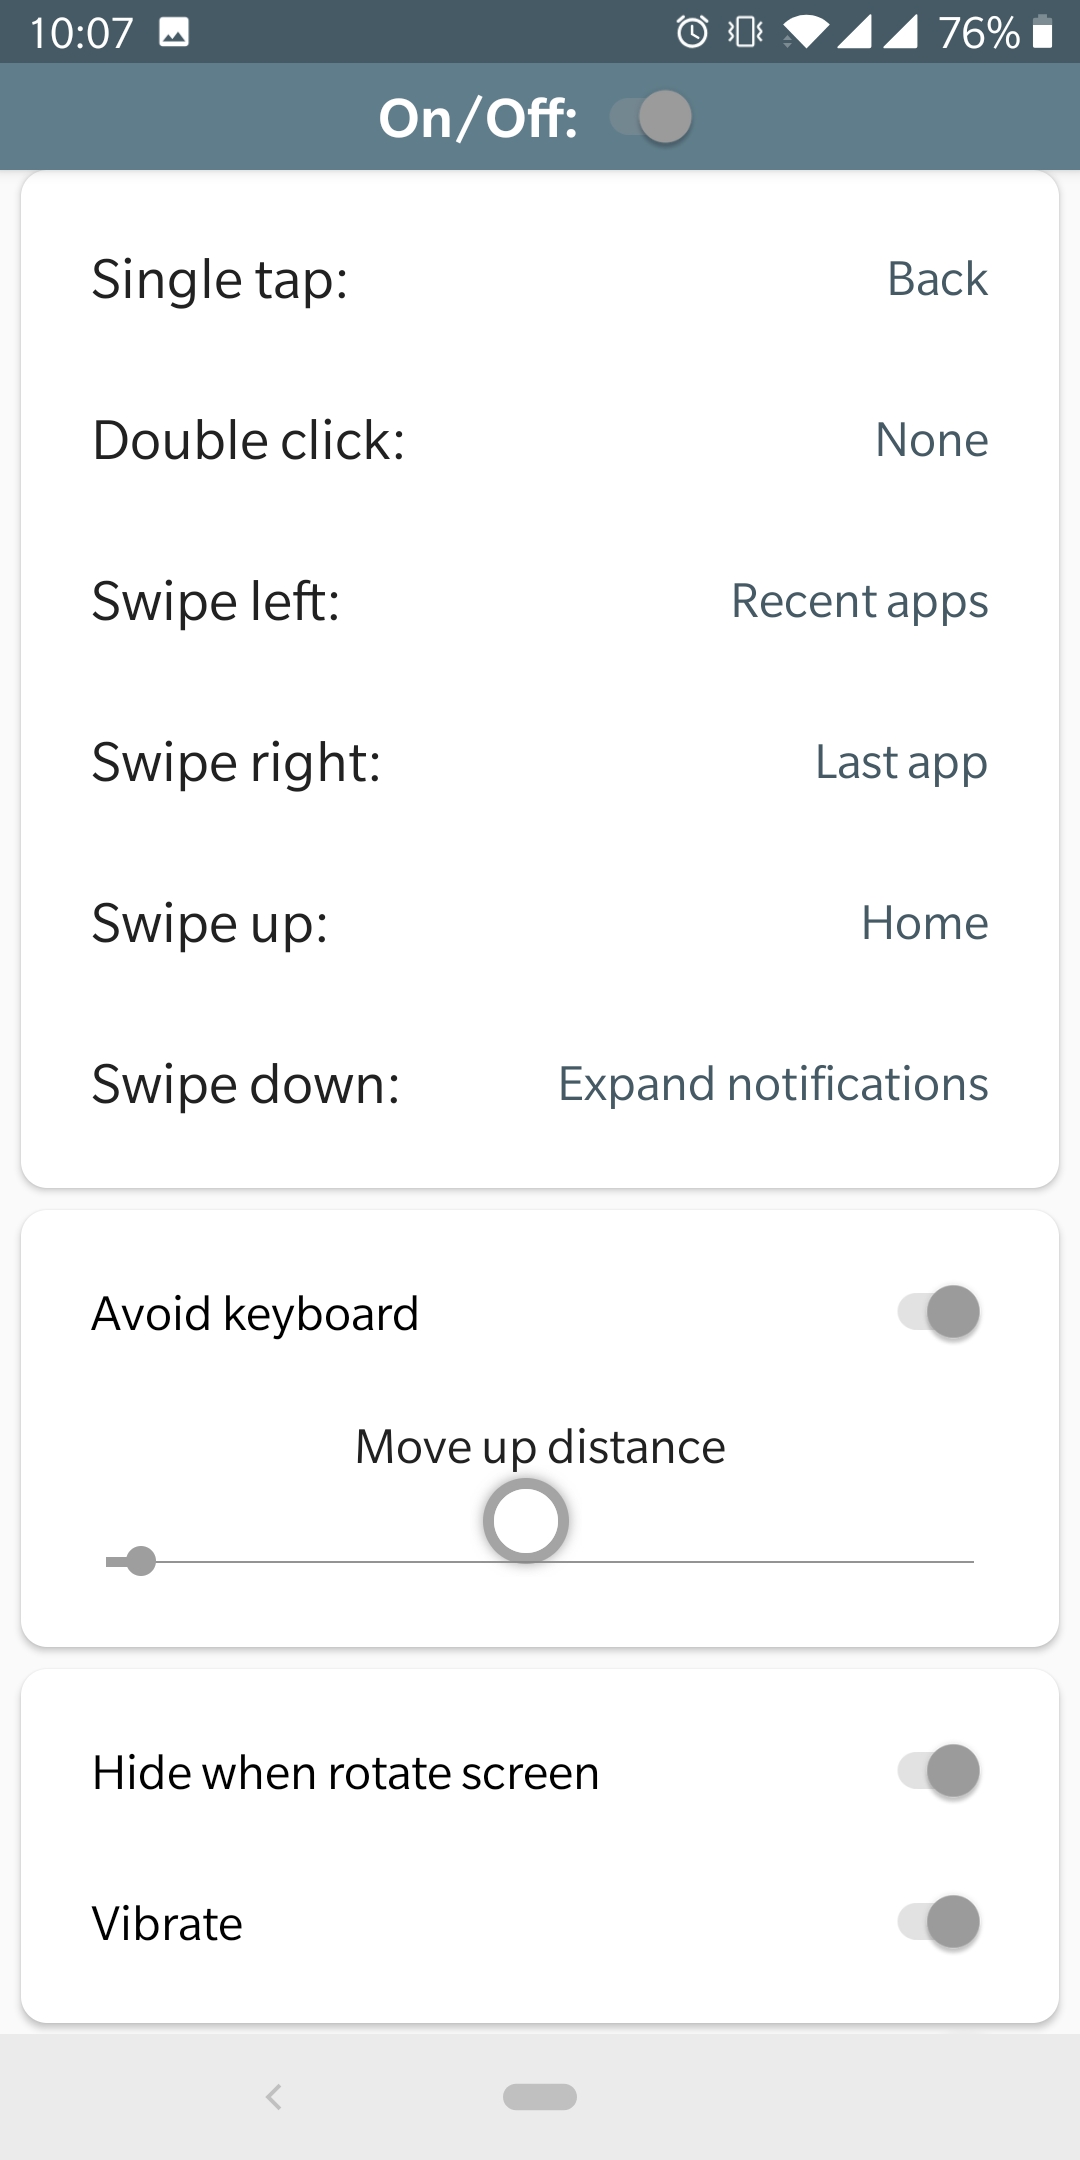 10:07 76%
On/Off:
Single tap: Back
Double click: None
Swipe left: Recent apps
Swipe right: Last app
Swipe up: Home
Swipe down: Expand notifications
Avoid keyboard
Move up distance
Hide when rotate screen
Vibrate